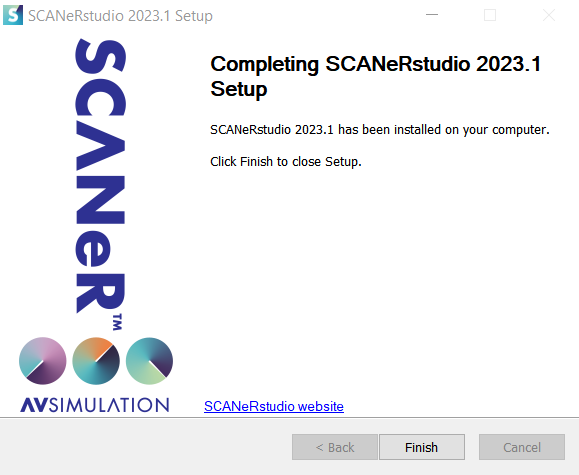 SCANeRstudio 2023.1 Setup
SCANeR™
AVSIMULATION
Completing SCANeRstudio 2023.1
Setup
SCANeRstudio 2023.1 has been installed on your computer.
Click Finish to close Setup.
SCANeRstudio website
< Back
Finish
Cancel